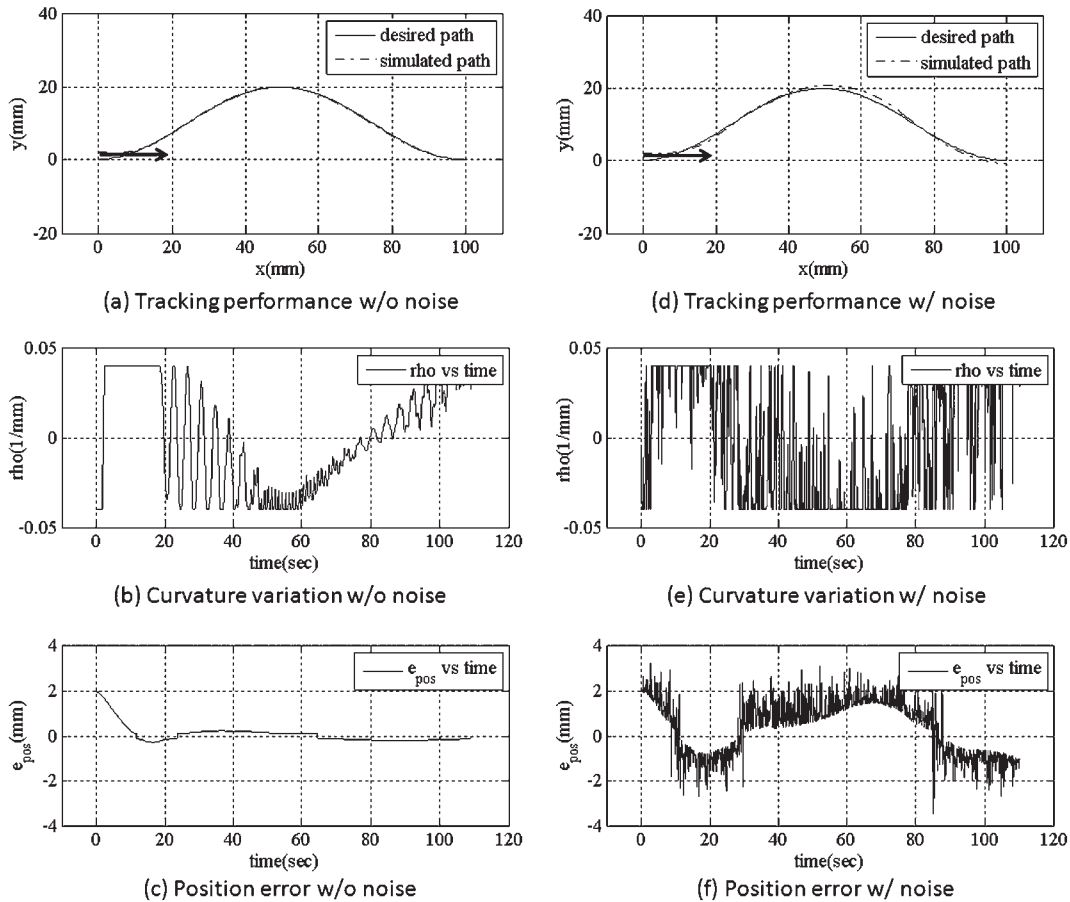 40
20
0
-20
y(mm)
desired path
simulated path
0 20 40 60 80 100
x(mm)
(a) Tracking performance w/o noise
40
20
0
-20
y(mm)
desired path
simulated path
0 20 40 60 80 100
x(mm)
(d) Tracking performance w/ noise
0.05
0
-0.05
rho(1/mm)
rho vs time
0 20 40 60 80 100 120
time(sec)
(b) Curvature variation w/o noise
0.05
0
-0.05
rho(1/mm)
rho vs time
0 20 40 60 80 100 120
time(sec)
(e) Curvature variation w/ noise
4
2
0
-2
-4
e_pos(mm)
e_pos vs time
0 20 40 60 80 100 120
time(sec)
(c) Position error w/o noise
4
2
0
-2
-4
e_pos(mm)
e_pos vs time
0 20 40 60 80 100 120
time(sec)
(f) Position error w/ noise